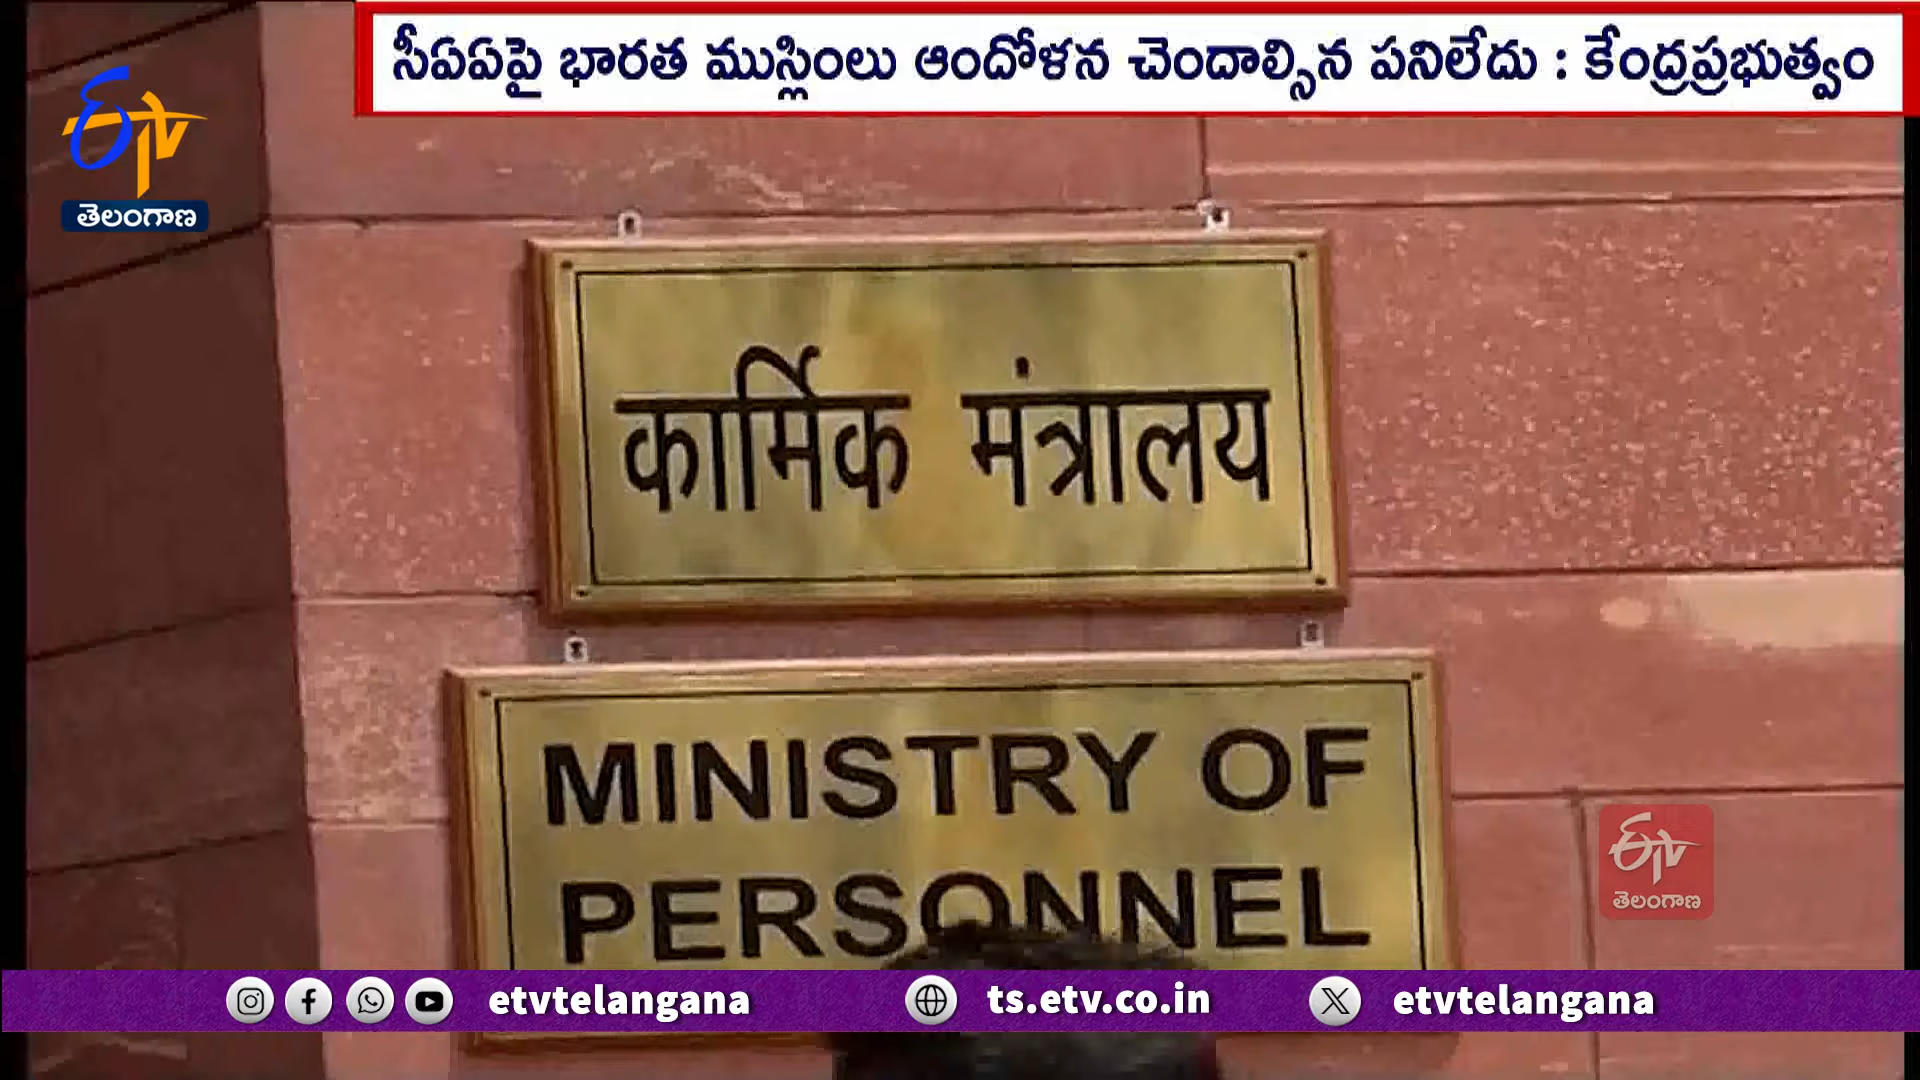 సీఏఏపై భారత ముస్లింలు ఆందోళన చెందాల్సిన పనిలేదు : కేంద్రప్రభుత్వం
ETV
తెలంగాణ
कार्मिक मंत्रालय
MINISTRY OF
PERSONNEL
ETV
తెలంగాణ
etvtelangana
ts.etv.co.in
etvtelangana